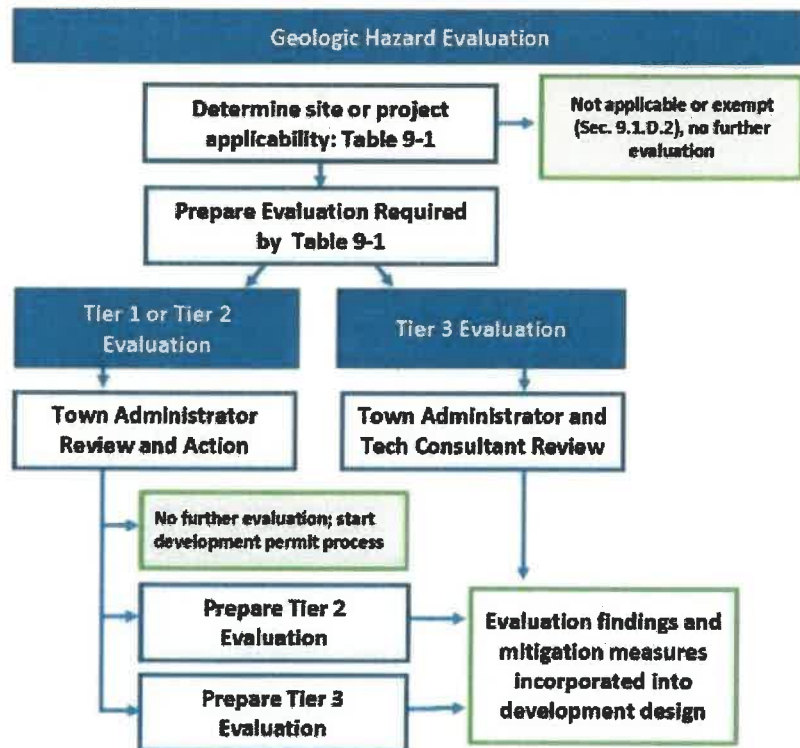 Geologic Hazard Evaluation
Determine site or project
applicability: Table 9-1
Not applicable or exempt
(Sec. 9.1.D.2), no further
evaluation
Prepare Evaluation Required
by Table 9-1
Tier 1 or Tier 2
Evaluation
Tier 3 Evaluation
Town Administrator
Review and Action
Town Administrator and
Tech Consultant Review
No further evaluation; start
development permit process
Prepare Tier 2
Evaluation
Evaluation findings and
mitigation measures
incorporated into
development design
Prepare Tier 3
Evaluation